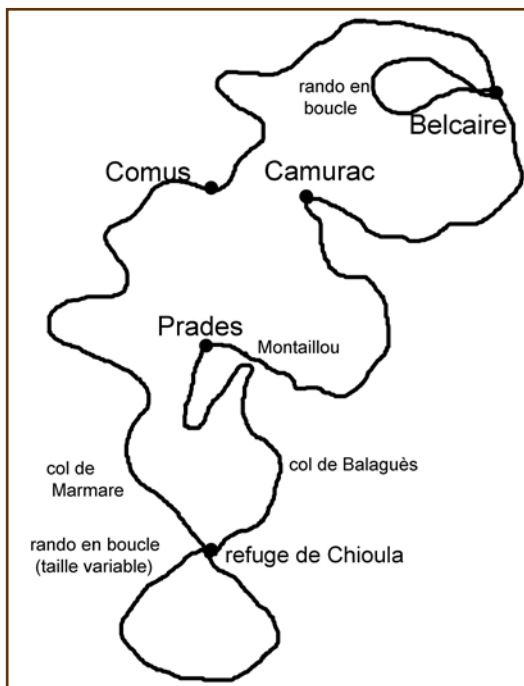 rando en
boucle
Belcaire
Comus
Camurac
Prades
Montaillou
col de
Marmare
col de Balaguès
rando en boucle
(taille variable)
refuge de Chioula